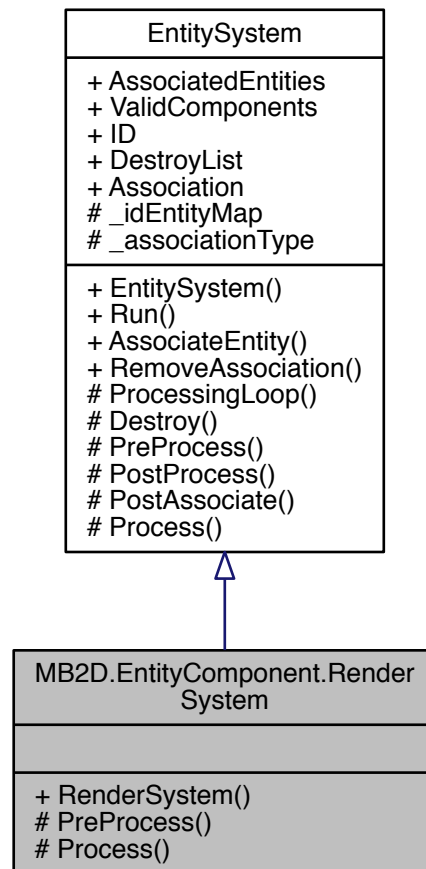 EntitySystem
+ AssociatedEntities
+ ValidComponents
+ ID
+ DestroyList
+ Association
# _idEntityMap
# _associationType
+ EntitySystem()
+ Run()
+ AssociateEntity()
+ RemoveAssociation()
# ProcessingLoop()
# Destroy()
# PreProcess()
# PostProcess()
# PostAssociate()
# Process()
MB2D.EntityComponent.Render
System
+ RenderSystem()
# PreProcess()
# Process()